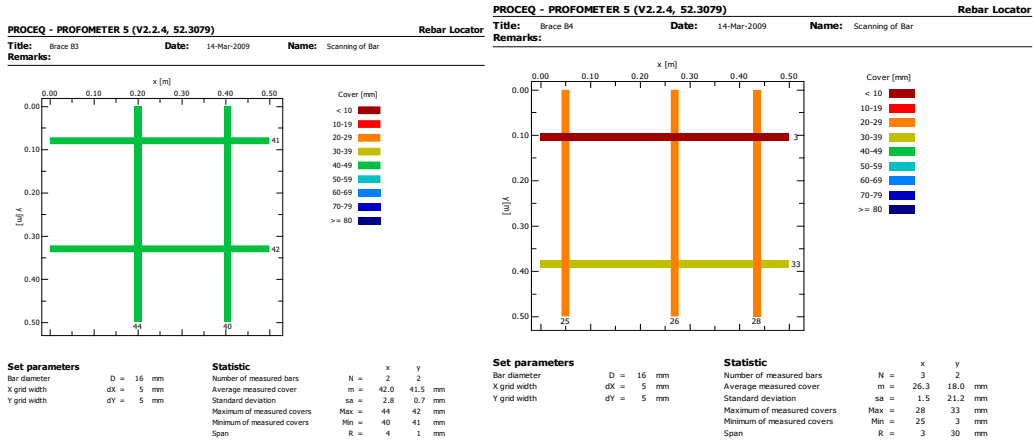 PROCEQ - PROFOMETER 5 (V2.2.4, 52.3079) Rebar Locator
Title: Brace B3 Date: 14-Mar-2009 Name: Scanning of Bar
Remarks:
x [m]
0.00 0.10 0.20 0.30 0.40 0.50
Y [m]
0.00
0.10
0.20
0.30
0.40
0.50
41
42
44 40
Cover [mm]
< 10
10-19
20-29
30-39
40-49
50-59
60-69
70-79
>= 80
Set parameters
Bar diameter D = 16 mm
X grid width dX = 5 mm
Y grid width dY = 5 mm
Statistic x y
Number of measured bars N = 2 2
Average measured cover m = 42.0 41.5 mm
Standard deviation sa = 2.8 0.7 mm
Maximum of measured covers Max = 44 42 mm
Minimum of measured covers Min = 40 41 mm
Span R = 4 1 mm
PROCEQ - PROFOMETER 5 (V2.2.4, 52.3079) Rebar Locator
Title: Brace B4 Date: 14-Mar-2009 Name: Scanning of Bar
Remarks:
x [m]
0.00 0.10 0.20 0.30 0.40 0.50
Y [m]
0.00
0.10
0.20
0.30
0.40
0.50
3
33
25 26 28
Cover [mm]
< 10
10-19
20-29
30-39
40-49
50-59
60-69
70-79
>= 80
Set parameters
Bar diameter D = 16 mm
X grid width dX = 5 mm
Y grid width dY = 5 mm
Statistic x y
Number of measured bars N = 3 2
Average measured cover m = 26.3 18.0 mm
Standard deviation sa = 1.5 21.2 mm
Maximum of measured covers Max = 28 33 mm
Minimum of measured covers Min = 25 3 mm
Span R = 3 30 mm